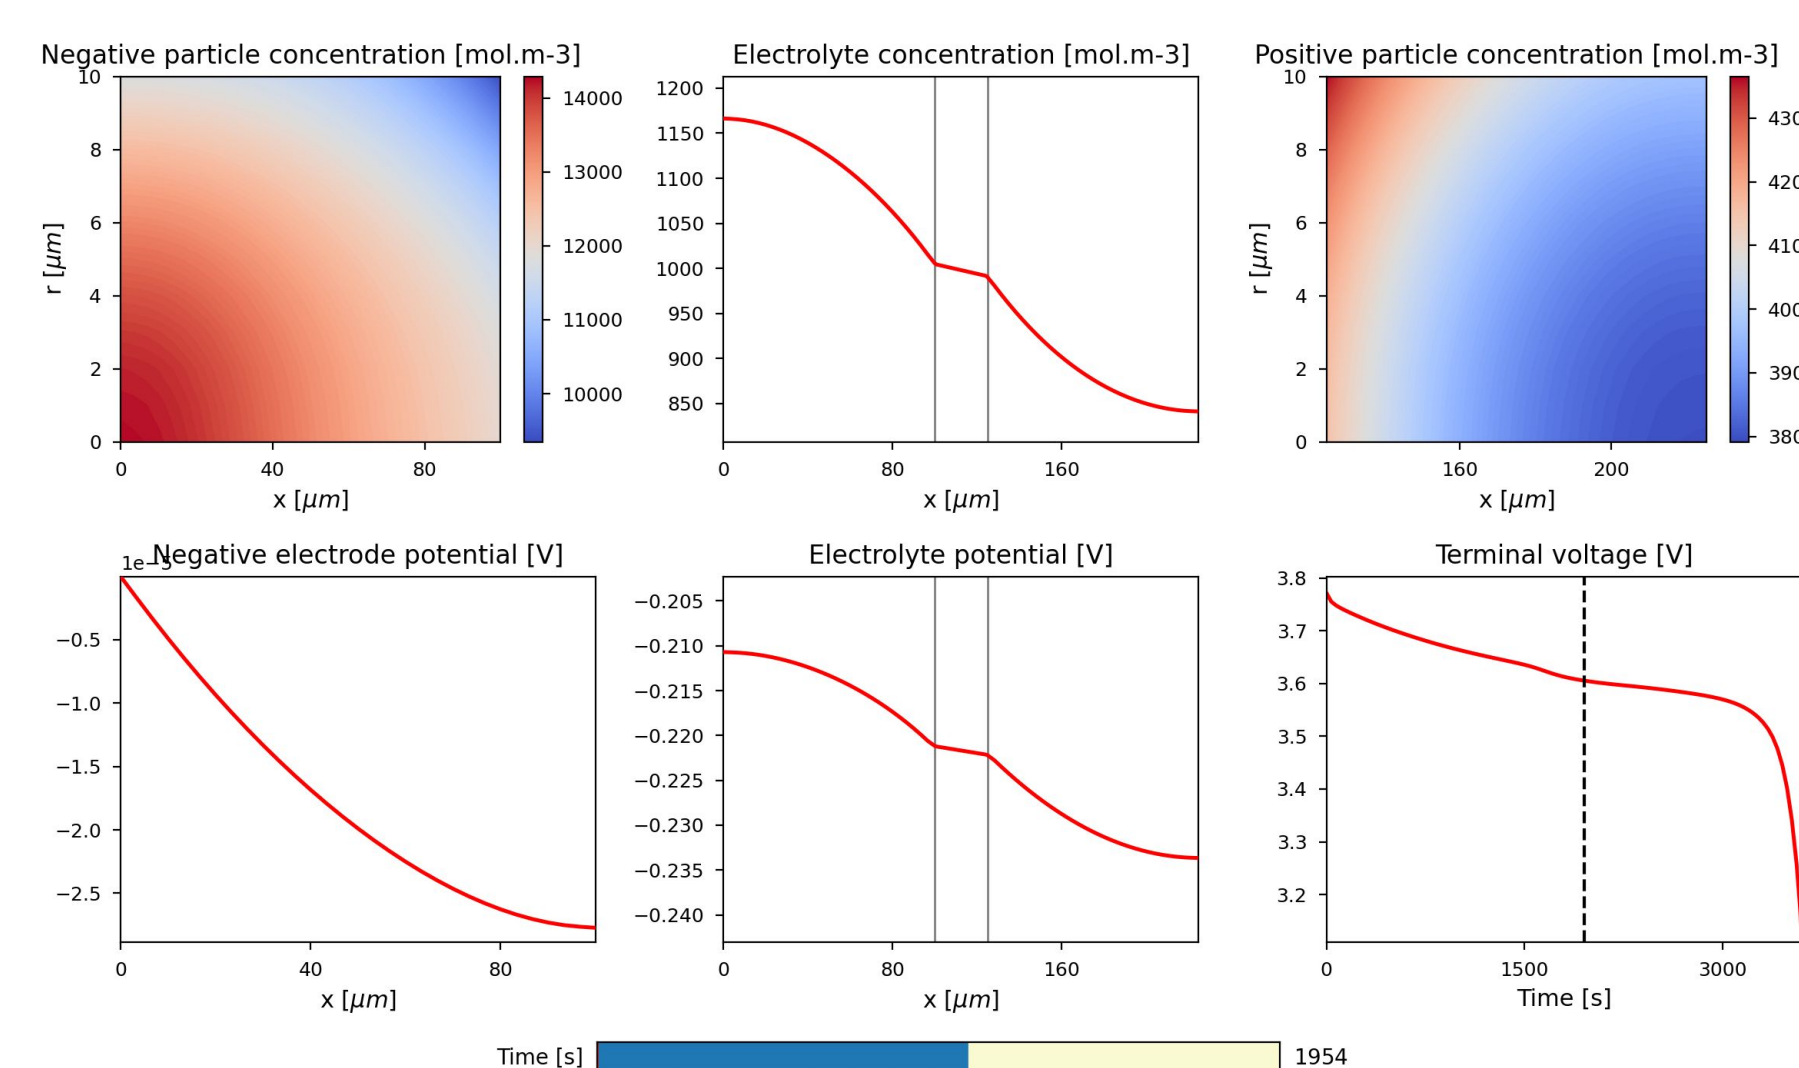 Negative particle concentration [mol.m-3]
10
8
6
4
2
0
r [μm]
0 40 80
x [μm]
14000
13000
12000
11000
10000
Electrolyte concentration [mol.m-3]
1200
1150
1100
1050
1000
950
900
850
0 80 160
x [μm]
Positive particle concentration [mol.m-3]
10
8
6
4
2
0
r [μm]
160 200
x [μm]
430
420
410
400
390
380
Negative electrode potential [V]
1e−5
−0.5
−1.0
−1.5
−2.0
−2.5
0 40 80
x [μm]
Electrolyte potential [V]
−0.205
−0.210
−0.215
−0.220
−0.225
−0.230
−0.235
−0.240
0 80 160
x [μm]
Terminal voltage [V]
3.8
3.7
3.6
3.5
3.4
3.3
3.2
0 1500 3000
Time [s]
Time [s] 1954